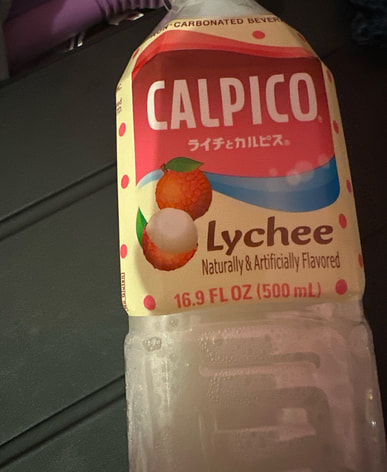 NON-CARBONATED BEVER
CALPICO®
ライチとカルピス®
Lychee
Naturally & Artificially Flavored
16.9 FL OZ (500 mL)